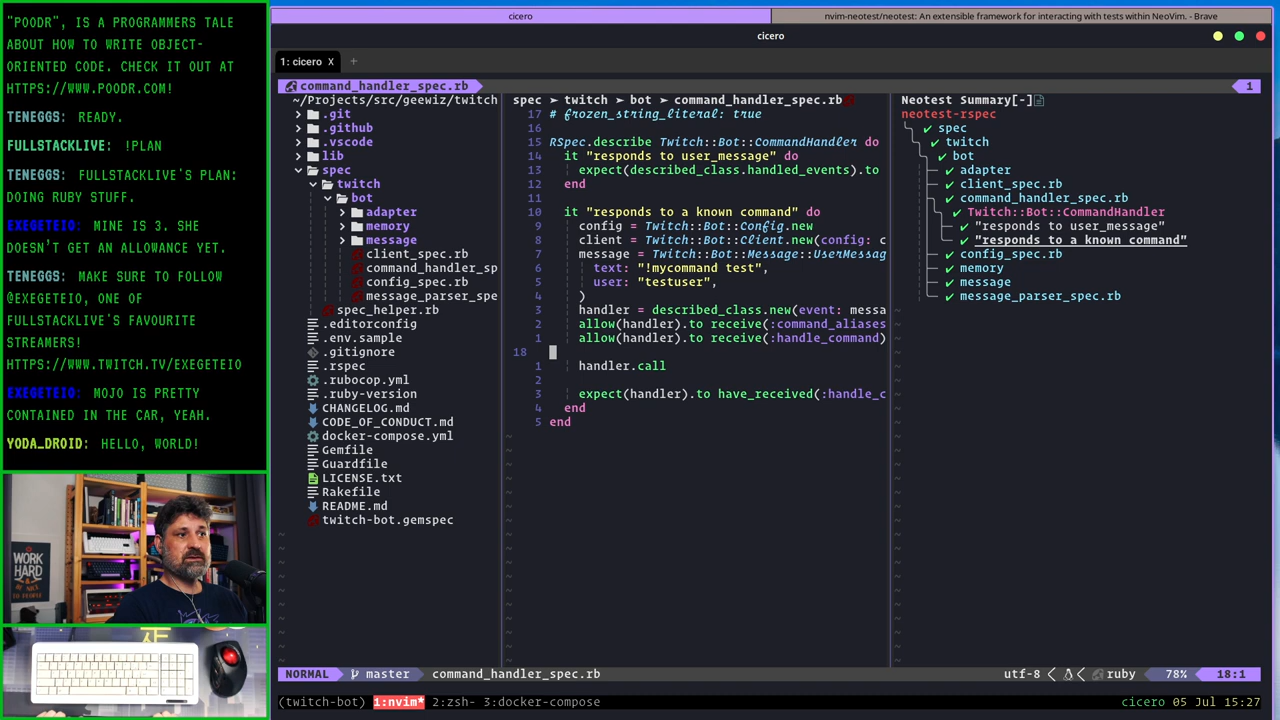 "POODR", IS A PROGRAMMERS TALE
ABOUT HOW TO WRITE OBJECT-
ORIENTED CODE. CHECK IT OUT AT
HTTPS://WWW.POODR.COM!
TENEGGS: READY.
FULLSTACKLIVE: !PLAN
TENEGGS: FULLSTACKLIVE'S PLAN:
DOING RUBY STUFF.
EXEGETEIO: MINE IS 3. SHE
DOESN'T GET AN ALLOWANCE YET.
TENEGGS: MAKE SURE TO FOLLOW
@EXEGETEIO, ONE OF
FULLSTACKLIVE'S FAVOURITE
STREAMERS!
HTTPS://WWW.TWITCH.TV/EXEGETEIO
EXEGETEIO: MOJO IS PRETTY
CONTAINED IN THE CAR, YEAH.
YODA_DROID: HELLO, WORLD!
WORK
HARD
cicero
nvim-neotest/neotest: An extensible framework for interacting with tests within NeoVim. - Brave
cicero
1: cicero X +
command_handler_spec.rb
1
~/Projects/src/geewiz/twitch
.git
.github
.vscode
lib
spec
twitch
bot
adapter
memory
message
client_spec.rb
command_handler_sp
config_spec.rb
message_parser_spe
spec_helper.rb
.editorconfig
.env.sample
.gitignore
.rspec
.rubocop.yml
.ruby-version
CHANGELOG.md
CODE_OF_CONDUCT.md
docker-compose.yml
Gemfile
Guardfile
LICENSE.txt
Rakefile
README.md
twitch-bot.gemspec
spec ➤ twitch ➤ bot ➤ command_handler_spec.rb
17 # frozen_string_literal: true
16
15 RSpec.describe Twitch::Bot::CommandHandler do
14 it "responds to user_message" do
13 expect(described_class.handled_events).to
12 end
11
10 it "responds to a known command" do
9 config = Twitch::Bot::Config.new
8 client = Twitch::Bot::Client.new(config: c
7 message = Twitch::Bot::Message::UserMessag
6 text: "!mycommand test",
5 user: "testuser",
4 )
3 handler = described_class.new(event: messa
2 allow(handler).to receive(:command_aliases
1 allow(handler).to receive(:handle_command)
18
1 handler.call
2
3 expect(handler).to have_received(:handle_c
4 end
5 end
Neotest Summary[-]
neotest-rspec
✔ spec
✔ twitch
✔ bot
✔ adapter
✔ client_spec.rb
✔ command_handler_spec.rb
✔ Twitch::Bot::CommandHandler
✔ "responds to user_message"
✔ "responds to a known command"
✔ config_spec.rb
✔ memory
✔ message
✔ message_parser_spec.rb
NORMAL master command_handler_spec.rb utf-8 ruby 78% 18:1
(twitch-bot) 1:nvim* 2:zsh- 3:docker-compose cicero 05 Jul 15:27